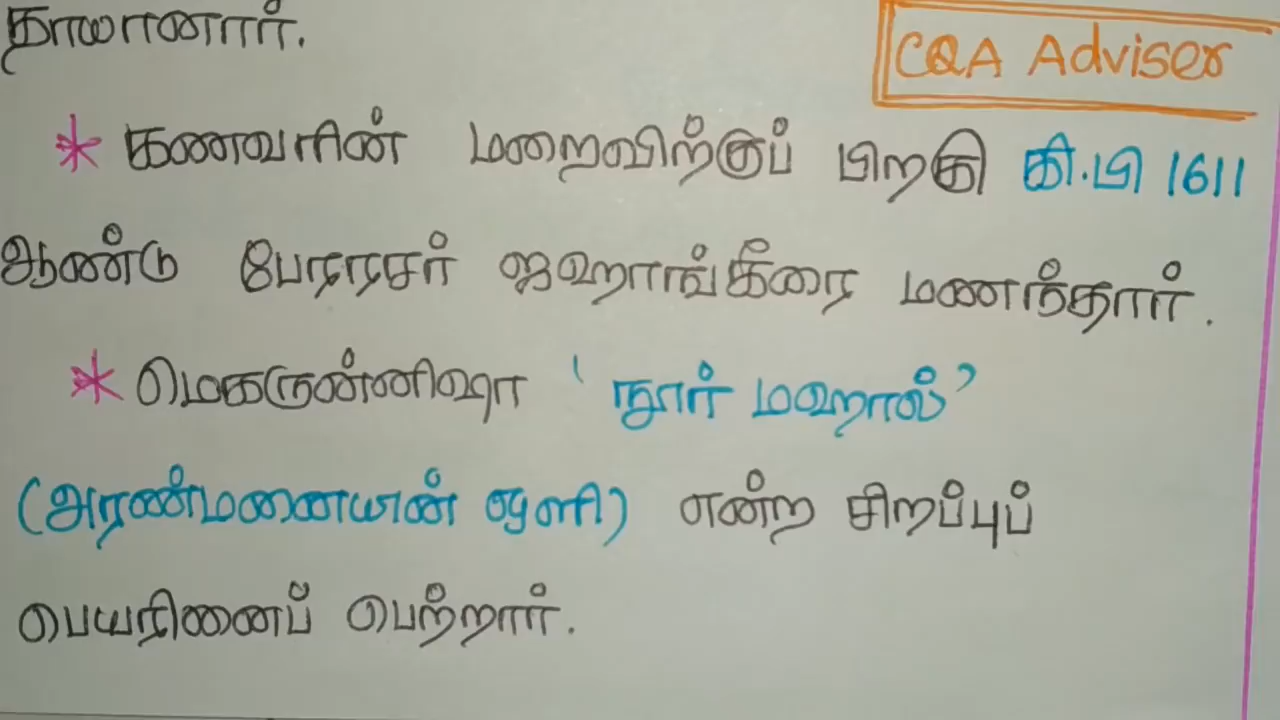 தாயானார்.
CQA Adviser
* கணவரின் மறைவிற்குப் பிறகு கி.பி 1611
ஆண்டு பேரரசர் ஜஹாங்கீரை மணந்தார்.
* மெகருன்னிஷா 'நூர் மஹால்'
(அரண்மனையின் ஒளி) என்ற சிறப்புப்
பெயரினைப் பெற்றார்.